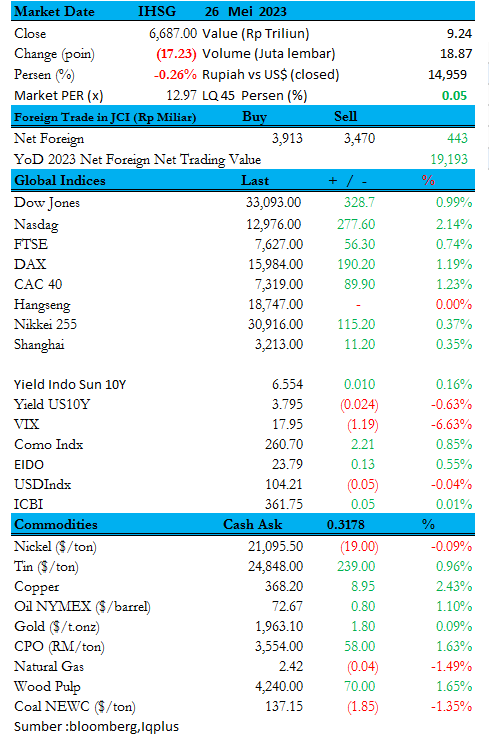 Market Date IHSG 26 Mei 2023
Close 6,687.00 Value (Rp Triliun) 9.24
Change (poin) (17.23) Volume (Juta lembar) 18.87
Persen (%) -0.26% Rupiah vs US$ (closed) 14,959
Market PER (x) 12.97 LQ 45 Persen (%) 0.05
Foreign Trade in JCI (Rp Miliar) Buy Sell
Net Foreign 3,913 3,470 443
YoD 2023 Net Foreign Net Trading Value 19,193
Global Indices Last + / - %
Dow Jones 33,093.00 328.7 0.99%
Nasdag 12,976.00 277.60 2.14%
FTSE 7,627.00 56.30 0.74%
DAX 15,984.00 190.20 1.19%
CAC 40 7,319.00 89.90 1.23%
Hangseng 18,747.00 - 0.00%
Nikkei 255 30,916.00 115.20 0.37%
Shanghai 3,213.00 11.20 0.35%
Yield Indo Sun 10Y 6.554 0.010 0.16%
Yield US10Y 3.795 (0.024) -0.63%
VIX 17.95 (1.19) -6.63%
Como Indx 260.70 2.21 0.85%
EIDO 23.79 0.13 0.55%
USDIndx 104.21 (0.05) -0.04%
ICBI 361.75 0.05 0.01%
Commodities Cash Ask 0.3178 %
Nickel ($/ton) 21,095.50 (19.00) -0.09%
Tin ($/ton) 24,848.00 239.00 0.96%
Copper 368.20 8.95 2.43%
Oil NYMEX ($/barrel) 72.67 0.80 1.10%
Gold ($/t.onz) 1,963.10 1.80 0.09%
CPO (RM/ton) 3,554.00 58.00 1.63%
Natural Gas 2.42 (0.04) -1.49%
Wood Pulp 4,240.00 70.00 1.65%
Coal NEWC ($/ton) 137.15 (1.85) -1.35%
Sumber :bloomberg,Iqplus